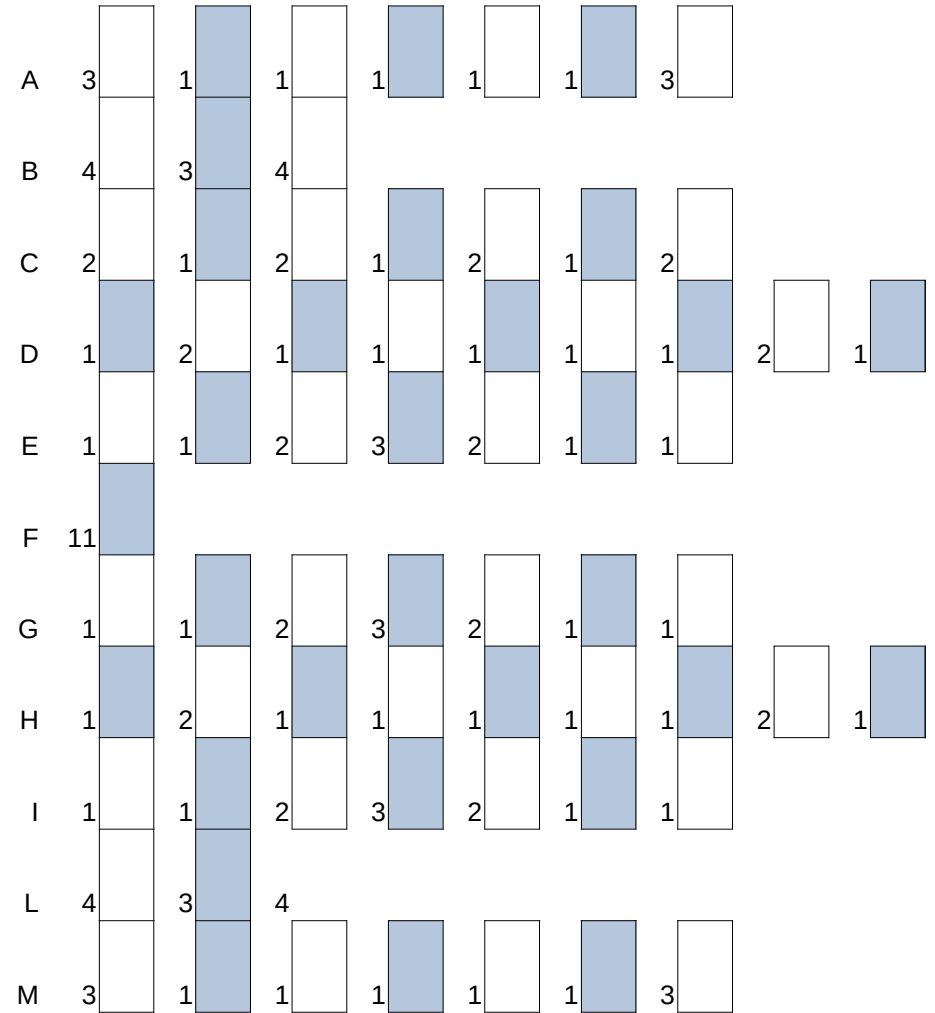 A 3 1 1 1 1 1 3
B 4 3 4
C 2 1 2 1 2 1 2
D 1 2 1 1 1 1 1 2 1
E 1 1 2 3 2 1 1
F 11
G 1 1 2 3 2 1 1
H 1 2 1 1 1 1 1 2 1
I 1 1 2 3 2 1 1
L 4 3 4
M 3 1 1 1 1 1 3